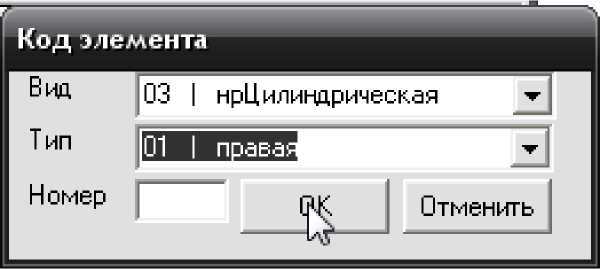 Код элемента
Вид 03 | нрЦилиндрическая
Тип 01 | правая
Номер OK Отменить